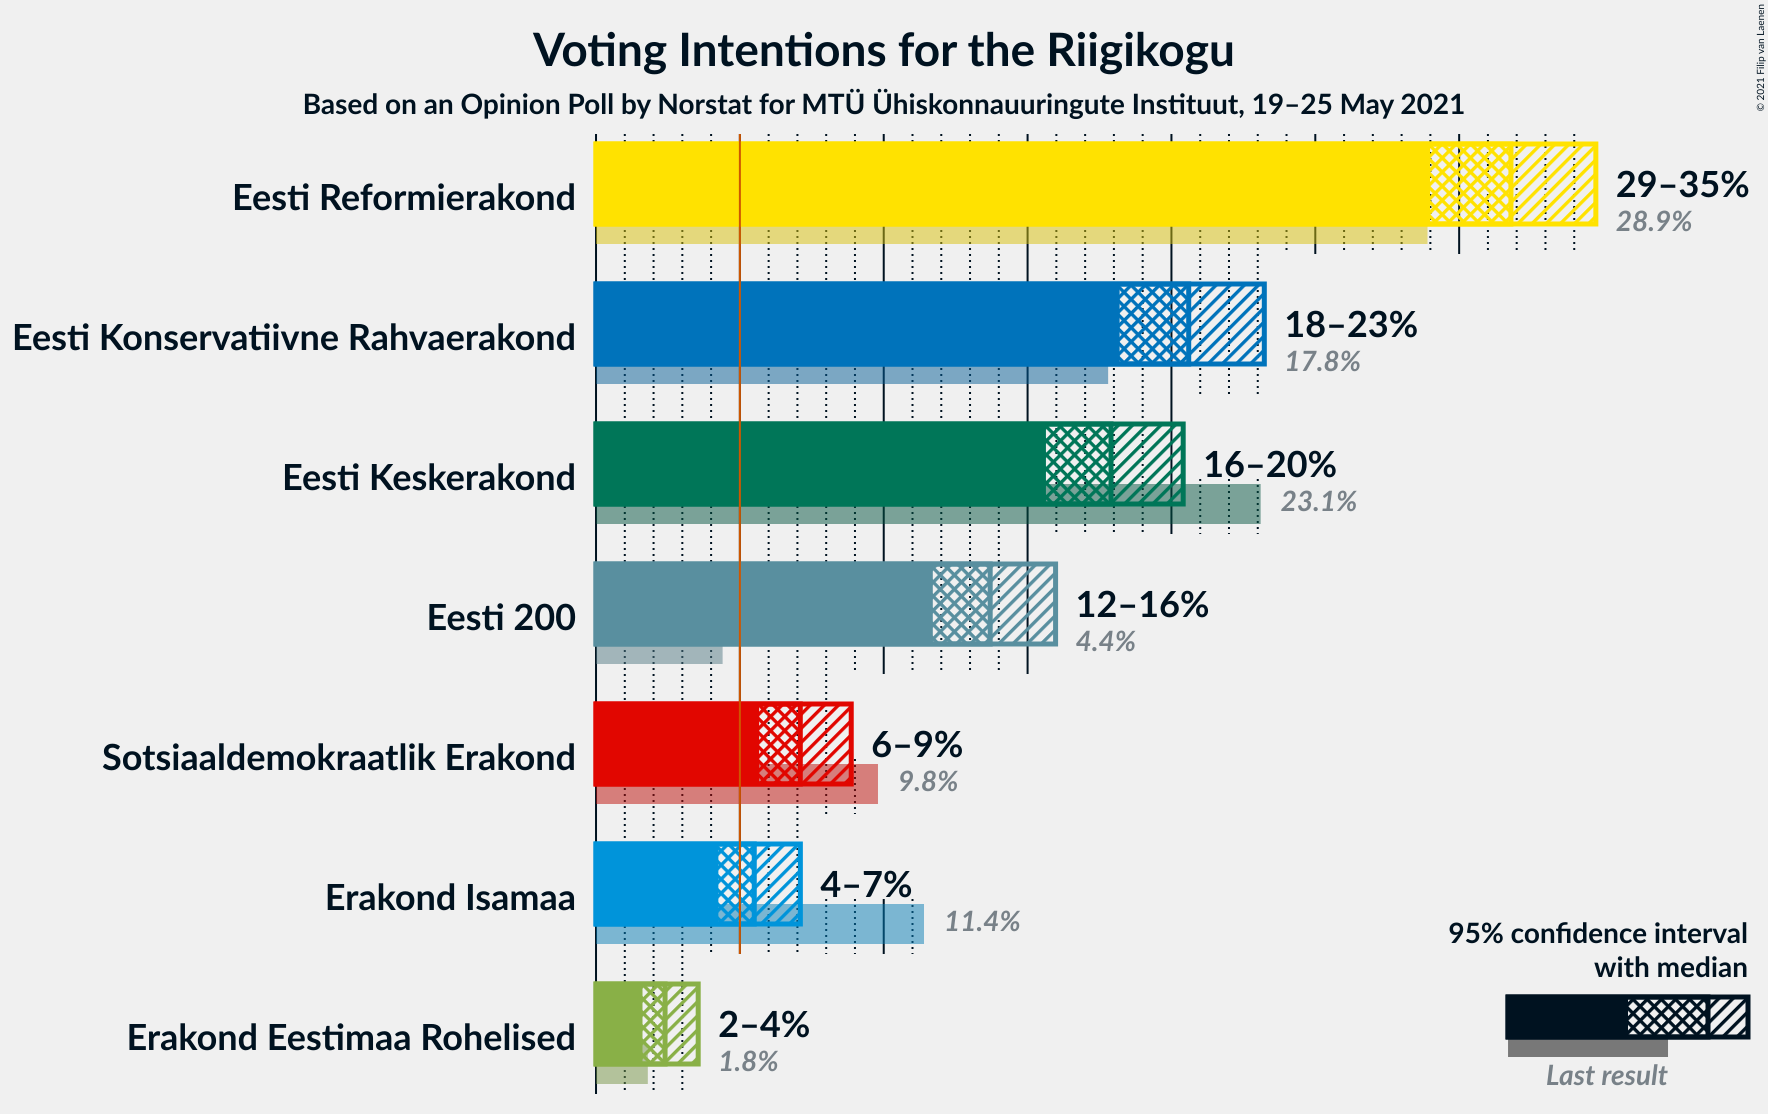 Voting Intentions for the Riigikogu
Based on an Opinion Poll by Norstat for MTÜ Ühiskonnauuringute Instituut, 19–25 May 2021
© 2021 Filip van Laenen
Eesti Reformierakond
29–35%
28.9%
Eesti Konservatiivne Rahvaerakond
18–23%
17.8%
Eesti Keskerakond
16–20%
23.1%
Eesti 200
12–16%
4.4%
Sotsiaaldemokraatlik Erakond
6–9%
9.8%
Erakond Isamaa
4–7%
11.4%
Erakond Eestimaa Rohelised
2–4%
1.8%
95% confidence interval
with median
Last result